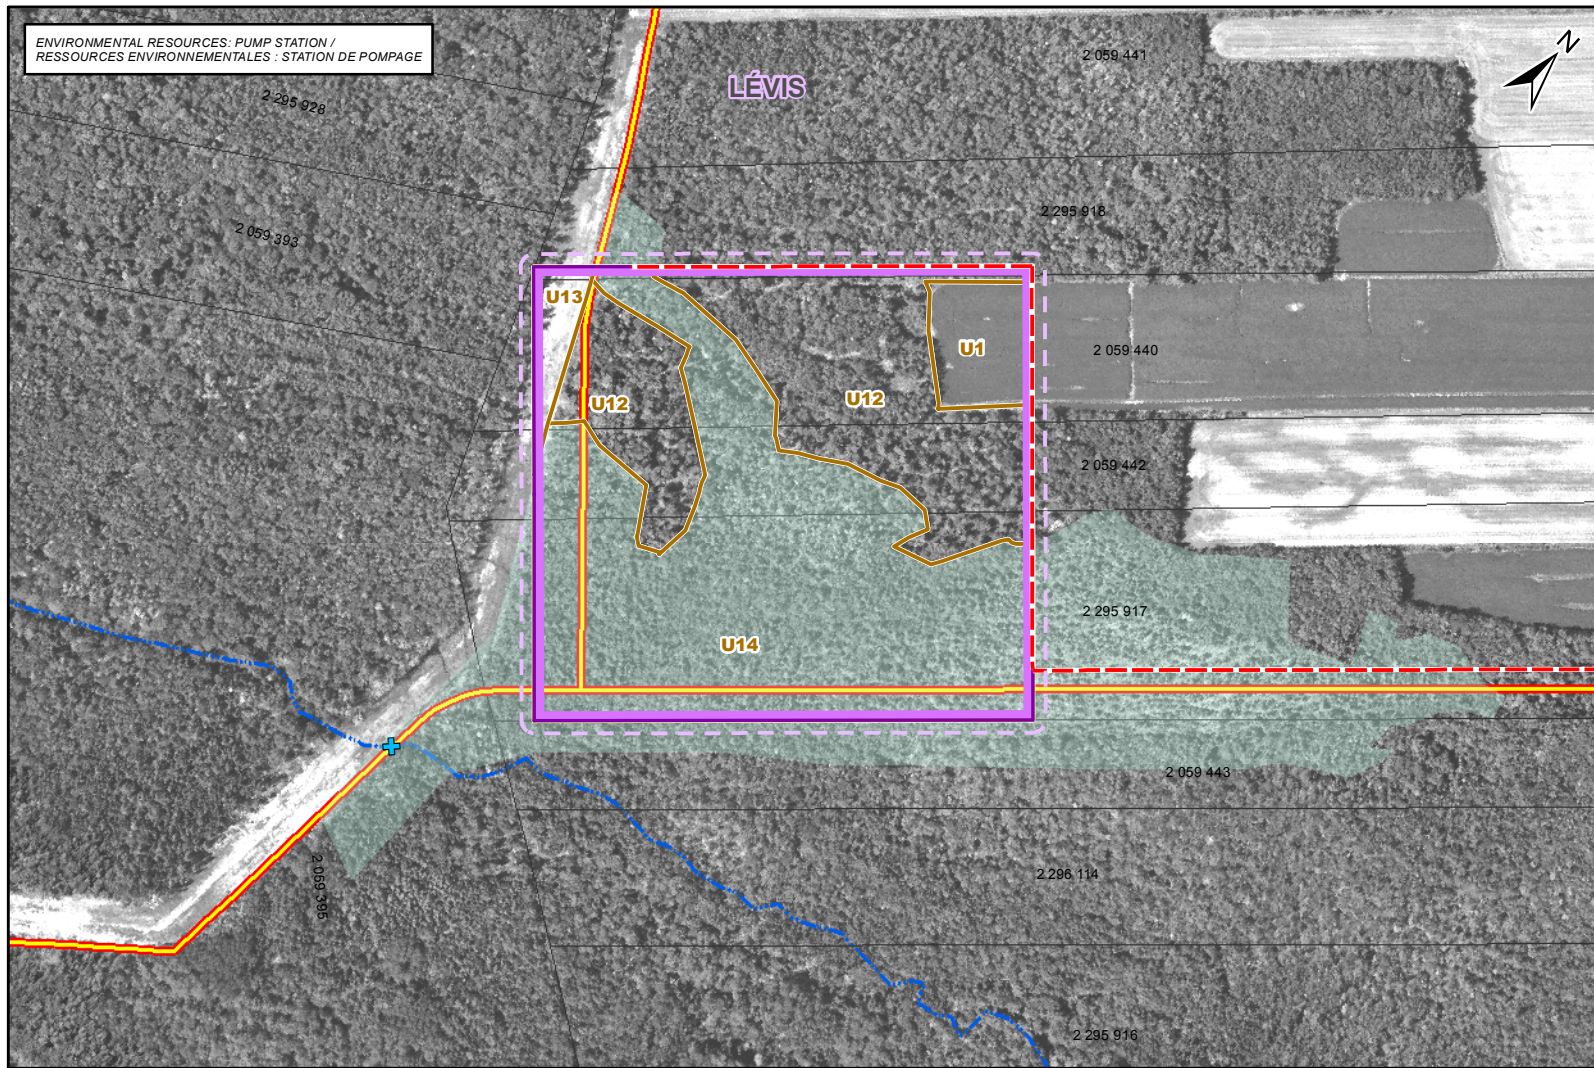 ENVIRONMENTAL RESOURCES: PUMP STATION /
RESSOURCES ENVIRONNEMENTALES : STATION DE POMPAGE
N
2 059 441
LÉVIS
2 295 928
2 295 918
2 059 393
U13
U1
2 059 440
U12
U12
2 059 442
2 295 917
U14
2 059 443
2 059 395
2 296 114
2 295 916